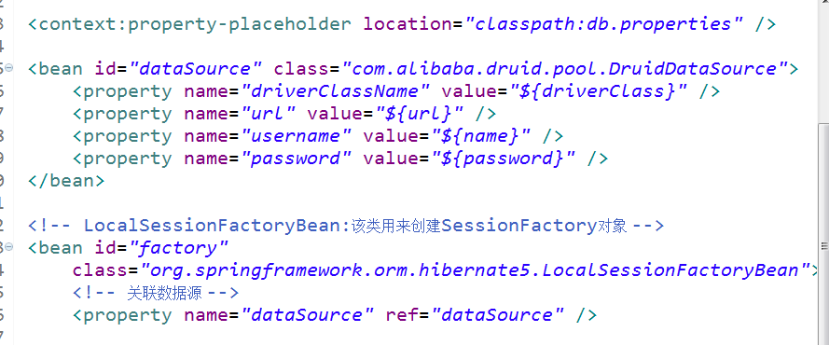 <context:property-placeholder location="classpath:db.properties" />
<bean id="dataSource" class="com.alibaba.druid.pool.DruidDataSource">
<property name="driverClassName" value="${driverClass}" />
<property name="url" value="${url}" />
<property name="username" value="${name}" />
<property name="password" value="${password}" />
</bean>
<!-- LocalSessionFactoryBean:该类用来创建SessionFactory对象 -->
<bean id="factory"
class="org.springframework.orm.hibernate5.LocalSessionFactoryBean">
<!-- 关联数据源 -->
<property name="dataSource" ref="dataSource" />